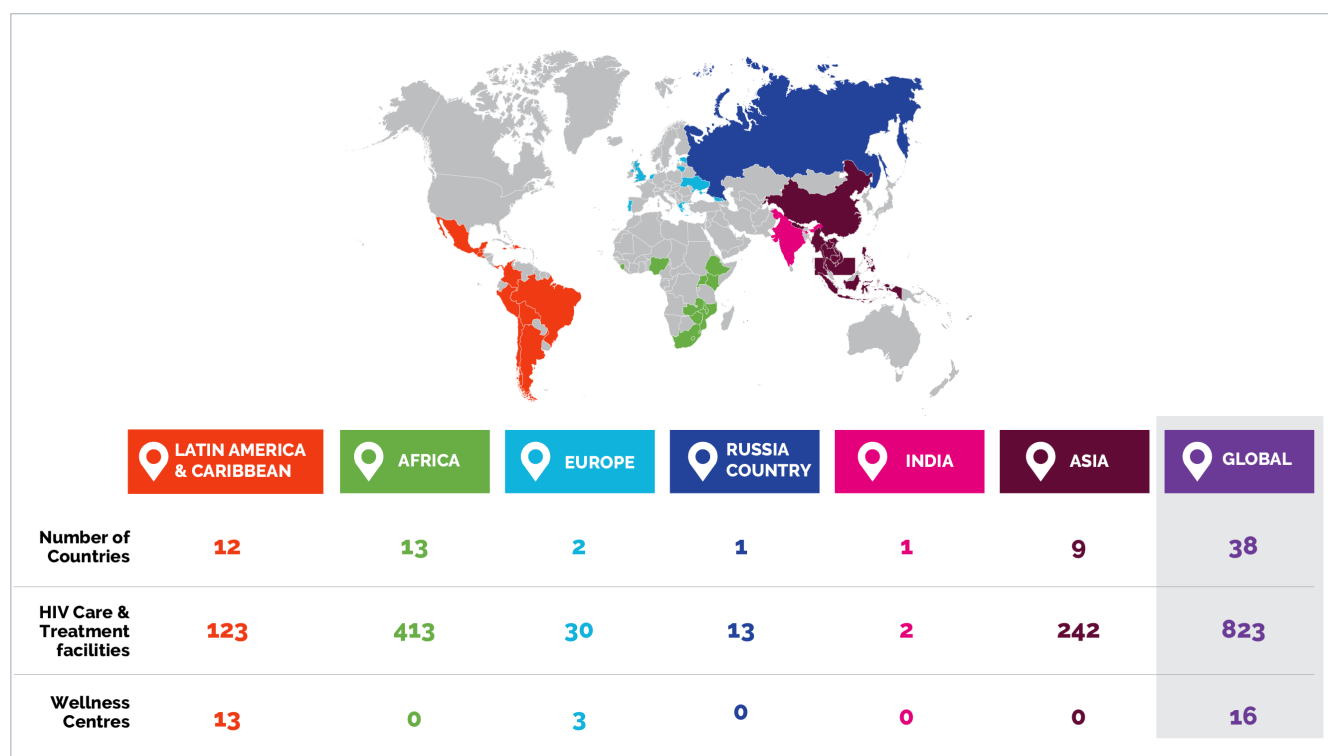 LATIN AMERICA
& CARIBBEAN
AFRICA
EUROPE
RUSSIA
COUNTRY
INDIA
ASIA
GLOBAL
Number of
Countries
12
13
2
1
1
9
38
HIV Care &
Treatment
facilities
123
413
30
13
2
242
823
Wellness
Centres
13
0
3
0
0
0
16